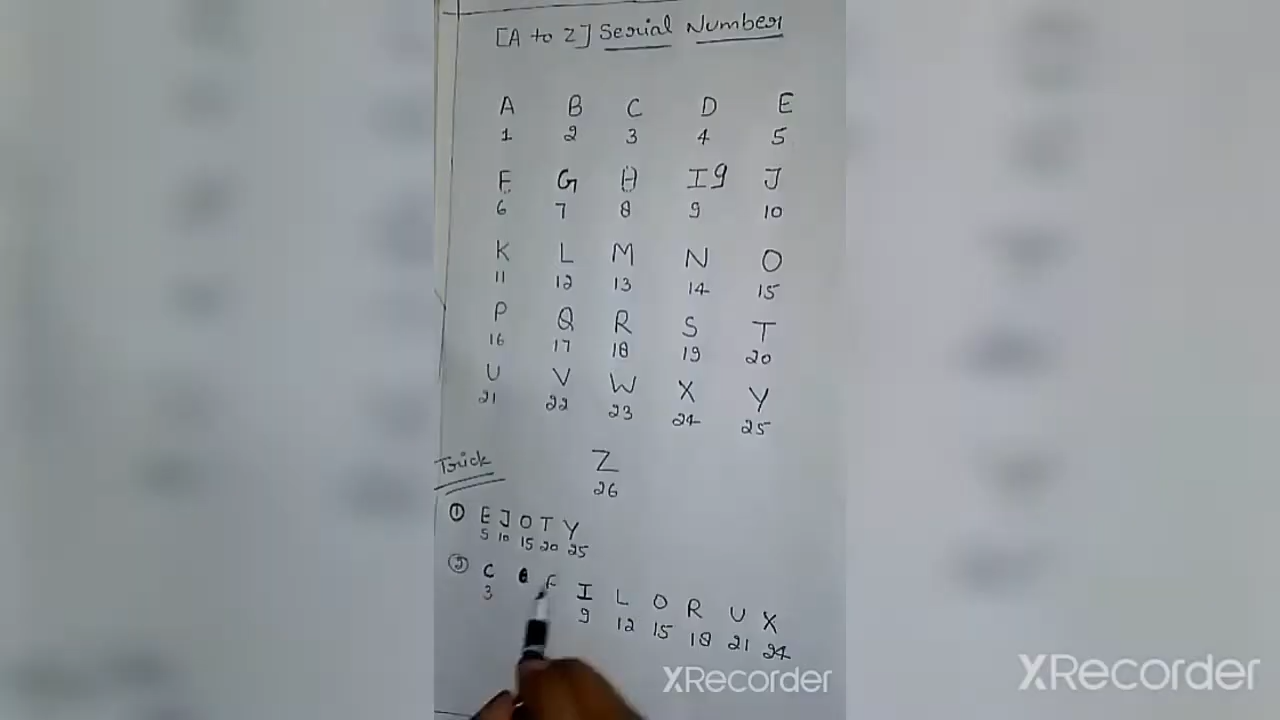 [A to Z] Serial Number
A B C D E
1 2 3 4 5
F G H I 9 J
6 7 8 9 10
K L M N O
11 12 13 14 15
P Q R S T
16 17 18 19 20
U V W X Y
21 22 23 24 25
Trick
Z
26
① E J O T Y
5 10 15 20 25
② C F I L O R U X
3 9 12 15 18 21 24
XRecorder
XRecorder